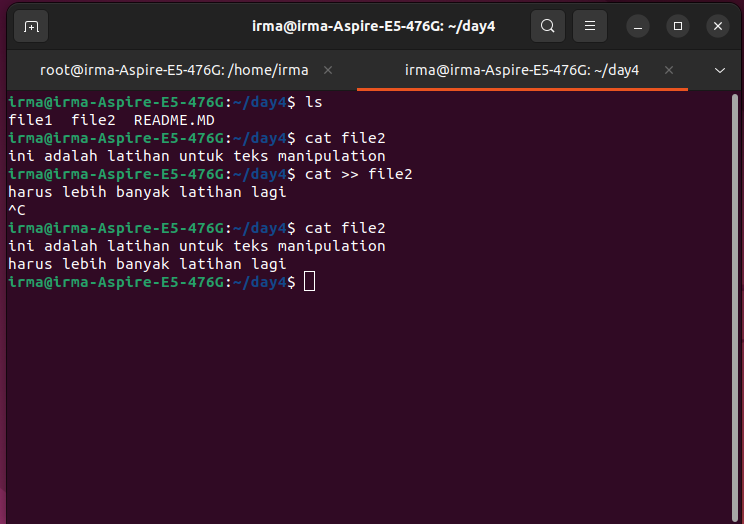 irma@irma-Aspire-E5-476G: ~/day4
root@irma-Aspire-E5-476G: /home/irma
irma@irma-Aspire-E5-476G: ~/day4
irma@irma-Aspire-E5-476G:~/day4$ ls
file1  file2  README.MD
irma@irma-Aspire-E5-476G:~/day4$ cat file2
ini adalah latihan untuk teks manipulation
irma@irma-Aspire-E5-476G:~/day4$ cat >> file2
harus lebih banyak latihan lagi
^C
irma@irma-Aspire-E5-476G:~/day4$ cat file2
ini adalah latihan untuk teks manipulation
harus lebih banyak latihan lagi
irma@irma-Aspire-E5-476G:~/day4$